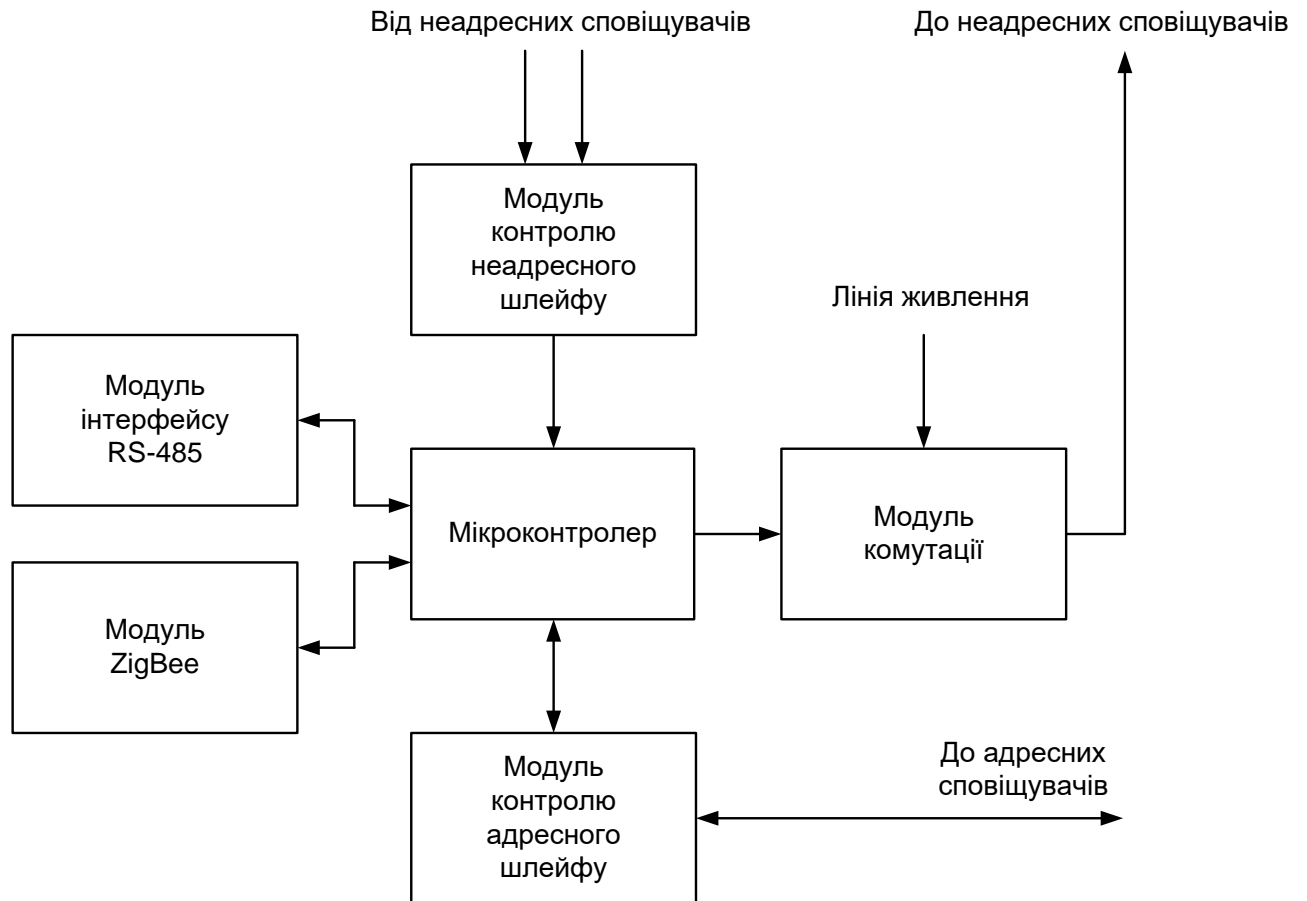 Від неадресних сповіщувачів
До неадресних сповіщувачів
Модуль
контролю
неадресного
шлейфу
Лінія живлення
Модуль
інтерфейсу
RS-485
Мікроконтролер
Модуль
комутації
Модуль
ZigBee
Модуль
контролю
адресного
шлейфу
До адресних
сповіщувачів